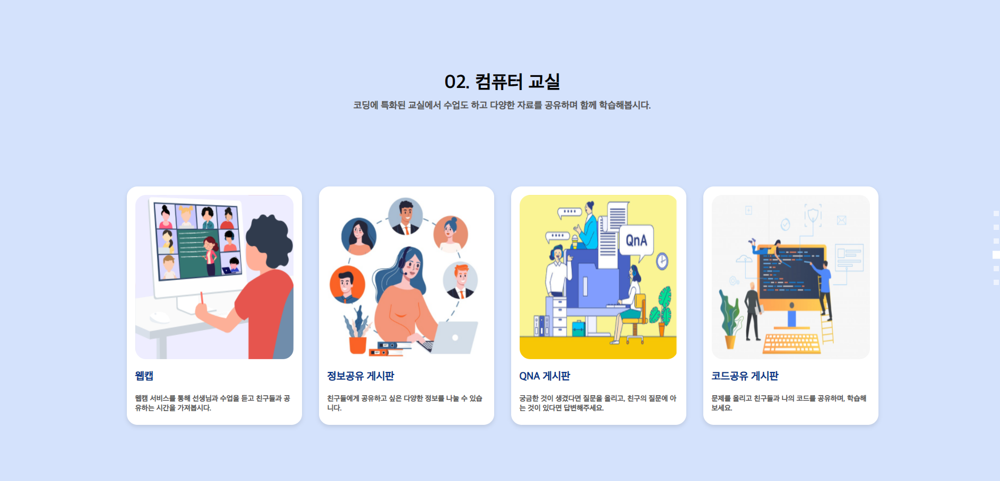 02. 컴퓨터 교실
코딩에 특화된 교실에서 수업도 하고 다양한 자료를 공유하며 함께 학습해봅시다.
QnA
웹캡
웹캠 서비스를 통해 선생님과 수업을 듣고 친구들과 공
유하는 시간을 가져봅시다.
정보공유 게시판
친구들에게 공유하고 싶은 다양한 정보를 나눌 수 있습
니다.
QNA 게시판
궁금한 것이 생겼다면 질문을 올리고, 친구의 질문에 아
는 것이 있다면 답변해주세요.
코드공유 게시판
문제를 올리고 친구들과 나의 코드를 공유하며, 학습해
보세요.